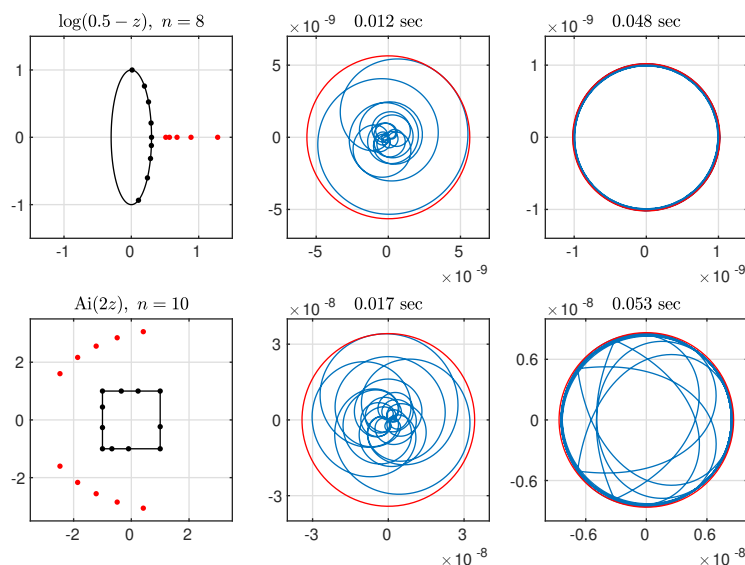 log(0.5 − z), n = 8
1
0
-1
-1 0 1
× 10 -9
0.012 sec
5
0
-5
-5 0 5
× 10 -9
× 10 -9
0.048 sec
1
0
-1
-1 0 1
× 10 -9
Ai(2z), n = 10
2
0
-2
-2 0 2
× 10 -8
0.017 sec
3
0
-3
-3 0 3
× 10 -8
× 10 -8
0.053 sec
0.6
0
-0.6
-0.6 0 0.6
× 10 -8